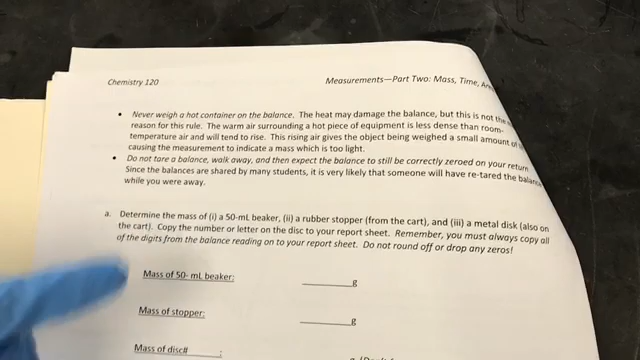 Chemistry 120
Measurements—Part Two: Mass, Time,
• Never weigh a hot container on the balance. The heat may damage the balance, but this is not the
reason for this rule. The warm air surrounding a hot piece of equipment is less dense than room-
temperature air and will tend to rise. This rising air gives the object being weighed a small amount of
causing the measurement to indicate a mass which is too light.
• Do not tare a balance, walk away, and then expect the balance to still be correctly zeroed on your return
Since the balances are shared by many students, it is very likely that someone will have re-tared the balance
while you were away.
a. Determine the mass of (i) a 50-mL beaker, (ii) a rubber stopper (from the cart), and (iii) a metal disk (also on
the cart). Copy the number or letter on the disc to your report sheet. Remember, you must always copy all
of the digits from the balance reading on to your report sheet. Do not round off or drop any zeros!
Mass of 50- mL beaker: ________g
Mass of stopper: ________g
Mass of disc# ______: